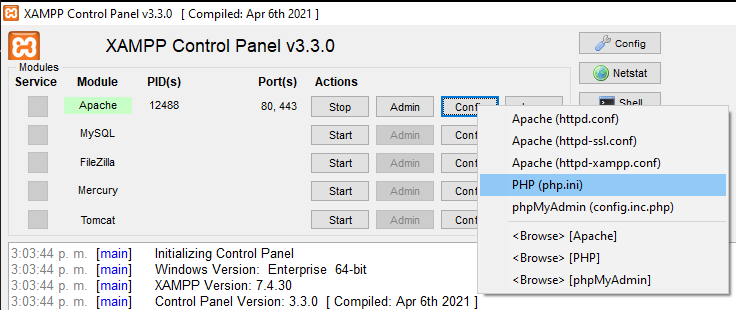 XAMPP Control Panel v3.3.0 [ Compiled: Apr 6th 2021 ]
XAMPP Control Panel v3.3.0
Config
Netstat
Shell
Modules
Service Module PID(s) Port(s) Actions
Apache 12488 80, 443 Stop Admin
MySQL Start Admin
FileZilla Start Admin
Mercury Start Admin
Tomcat Start Admin
Apache (httpd.conf)
Apache (httpd-ssl.conf)
Apache (httpd-xampp.conf)
PHP (php.ini)
phpMyAdmin (config.inc.php)
<Browse> [Apache]
<Browse> [PHP]
<Browse> [phpMyAdmin]
3:03:44 p. m. [main] Initializing Control Panel
3:03:44 p. m. [main] Windows Version: Enterprise 64-bit
3:03:44 p. m. [main] XAMPP Version: 7.4.30
3:03:44 p. m. [main] Control Panel Version: 3.3.0 [ Compiled: Apr 6th 2021 ]